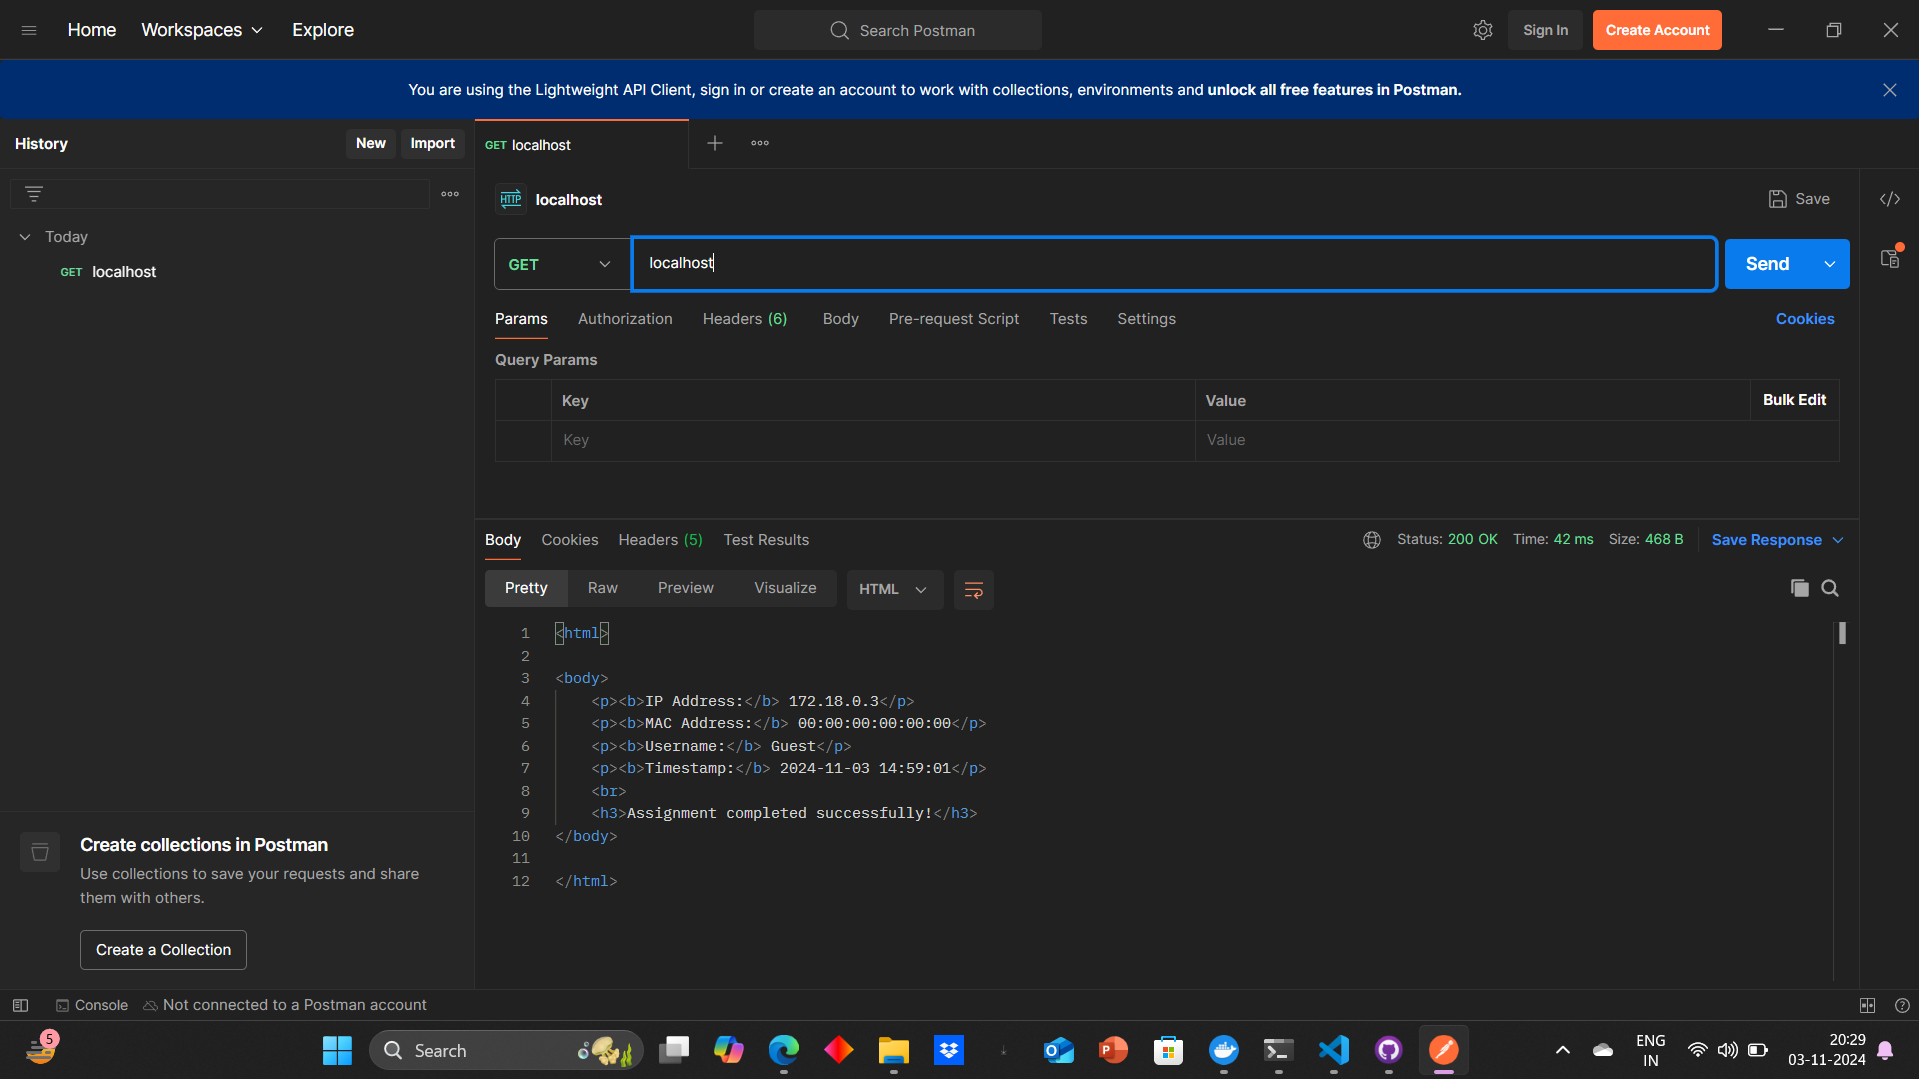 Home Workspaces Explore Search Postman Sign In Create Account
You are using the Lightweight API Client, sign in or create an account to work with collections, environments and unlock all free features in Postman.
History New Import GET localhost
HTTP localhost Save
Today
GET localhost
GET localhost Send
Params Authorization Headers (6) Body Pre-request Script Tests Settings Cookies
Query Params
Key Value Bulk Edit
Key Value
Body Cookies Headers (5) Test Results Status: 200 OK Time: 42 ms Size: 468 B Save Response
Pretty Raw Preview Visualize HTML
1 <html>
2
3 <body>
4 <p><b>IP Address:</b> 172.18.0.3</p>
5 <p><b>MAC Address:</b> 00:00:00:00:00:00</p>
6 <p><b>Username:</b> Guest</p>
7 <p><b>Timestamp:</b> 2024-11-03 14:59:01</p>
8 <br>
9 <h3>Assignment completed successfully!</h3>
10 </body>
11
12 </html>
Create collections in Postman
Use collections to save your requests and share
them with others.
Create a Collection
Console Not connected to a Postman account
5 Search ENG 20:29
IN 03-11-2024